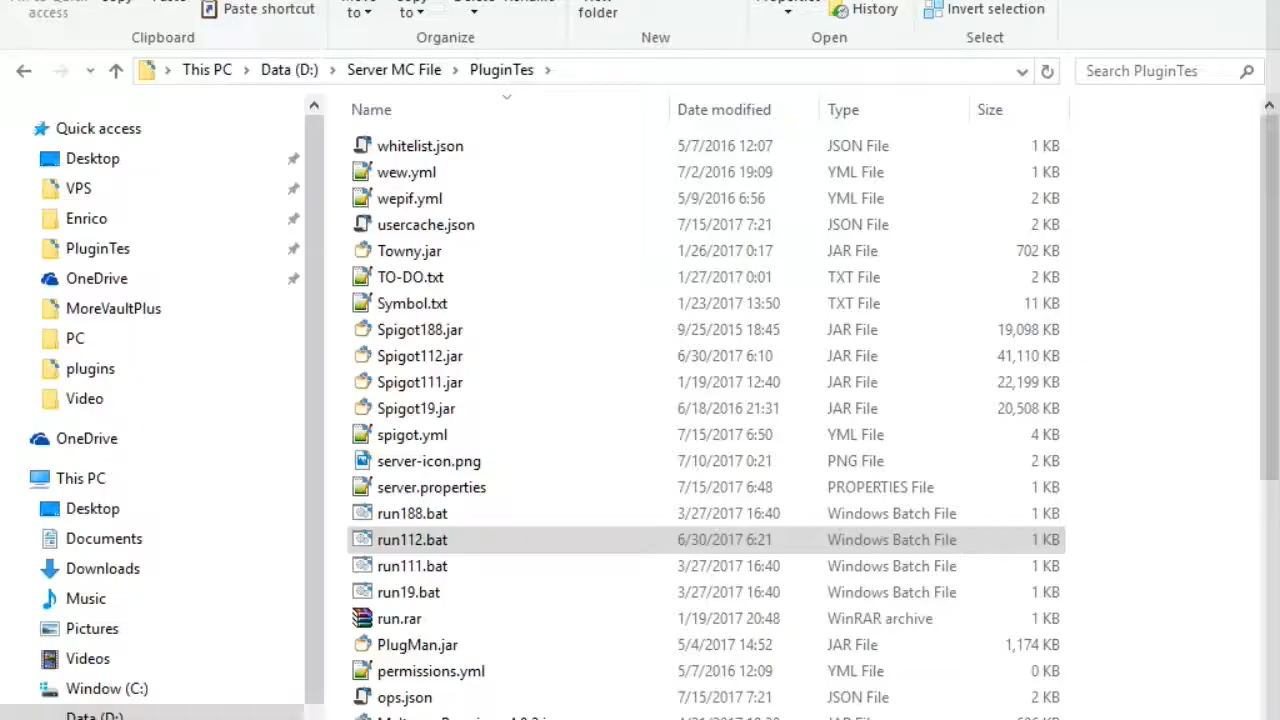 access
Paste shortcut
to
to
folder
History
Invert selection
Clipboard
Organize
New
Open
Select
This PC > Data (D:) > Server MC File > PluginTes >
Search PluginTes
Name Date modified Type Size
Quick access
Desktop
VPS
Enrico
PluginTes
OneDrive
MoreVaultPlus
PC
plugins
Video
OneDrive
This PC
Desktop
Documents
Downloads
Music
Pictures
Videos
Window (C:)
Data (D:)
whitelist.json 5/7/2016 12:07 JSON File 1 KB
wew.yml 7/2/2016 19:09 YML File 1 KB
wepif.yml 5/9/2016 6:56 YML File 2 KB
usercache.json 7/15/2017 7:21 JSON File 2 KB
Towny.jar 1/26/2017 0:17 JAR File 702 KB
TO-DO.txt 1/27/2017 0:01 TXT File 2 KB
Symbol.txt 1/23/2017 13:50 TXT File 11 KB
Spigot188.jar 9/25/2015 18:45 JAR File 19,098 KB
Spigot112.jar 6/30/2017 6:10 JAR File 41,110 KB
Spigot111.jar 1/19/2017 12:40 JAR File 22,199 KB
Spigot19.jar 6/18/2016 21:31 JAR File 20,508 KB
spigot.yml 7/15/2017 6:50 YML File 4 KB
server-icon.png 7/10/2017 0:21 PNG File 2 KB
server.properties 7/15/2017 6:48 PROPERTIES File 1 KB
run188.bat 3/27/2017 16:40 Windows Batch File 1 KB
run112.bat 6/30/2017 6:21 Windows Batch File 1 KB
run111.bat 3/27/2017 16:40 Windows Batch File 1 KB
run19.bat 3/27/2017 16:40 Windows Batch File 1 KB
run.rar 1/19/2017 20:48 WinRAR archive 1 KB
PlugMan.jar 5/4/2017 14:52 JAR File 1,174 KB
permissions.yml 5/7/2016 12:09 YML File 0 KB
ops.json 7/15/2017 7:21 JSON File 2 KB